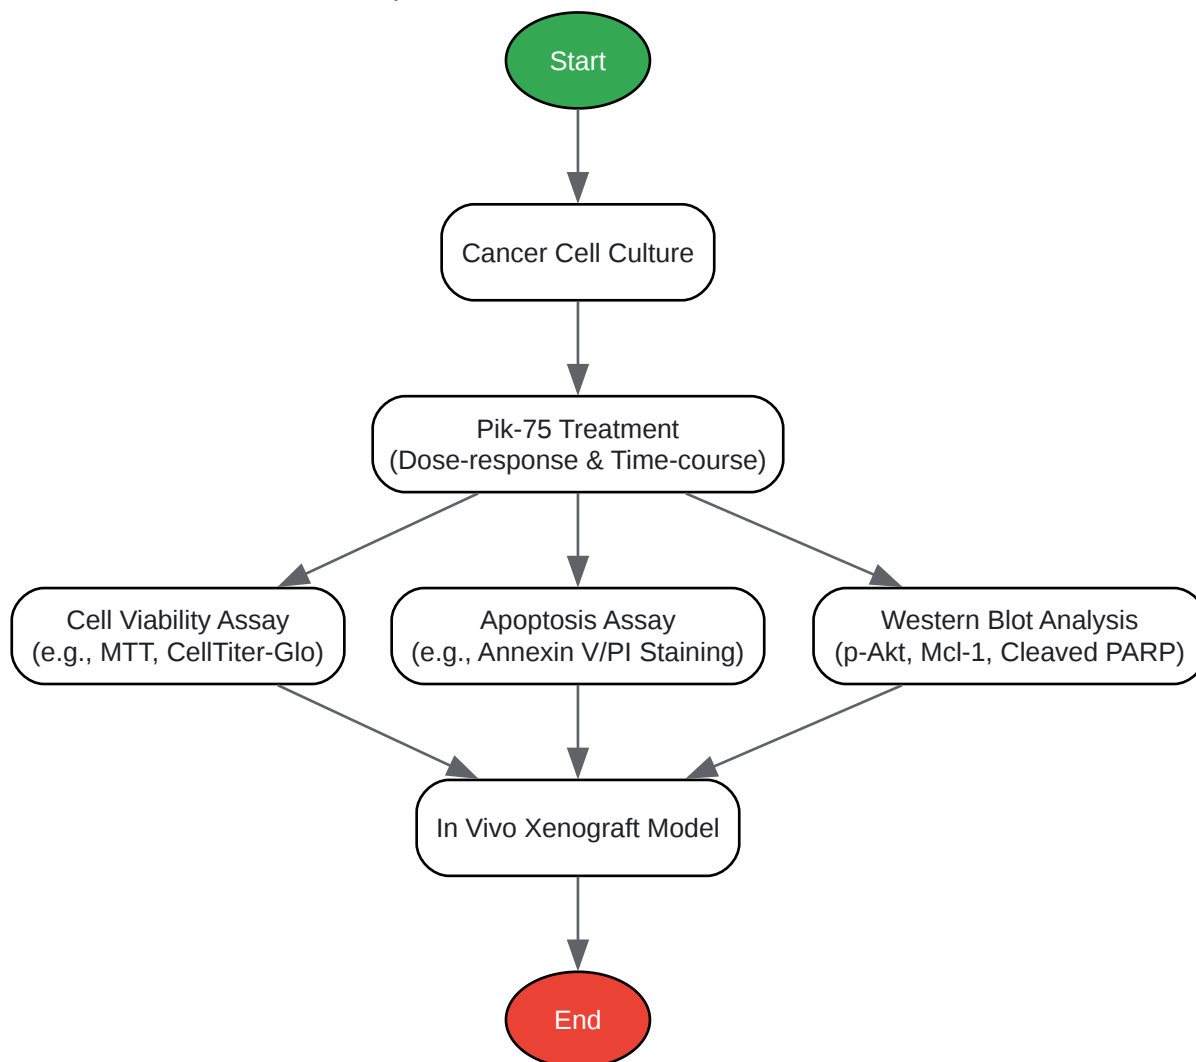 Start
Cancer Cell Culture
Pik-75 Treatment
(Dose-response & Time-course)
Cell Viability Assay
(e.g., MTT, CellTiter-Glo)
Apoptosis Assay
(e.g., Annexin V/PI Staining)
Western Blot Analysis
(p-Akt, Mcl-1, Cleaved PARP)
In Vivo Xenograft Model
End